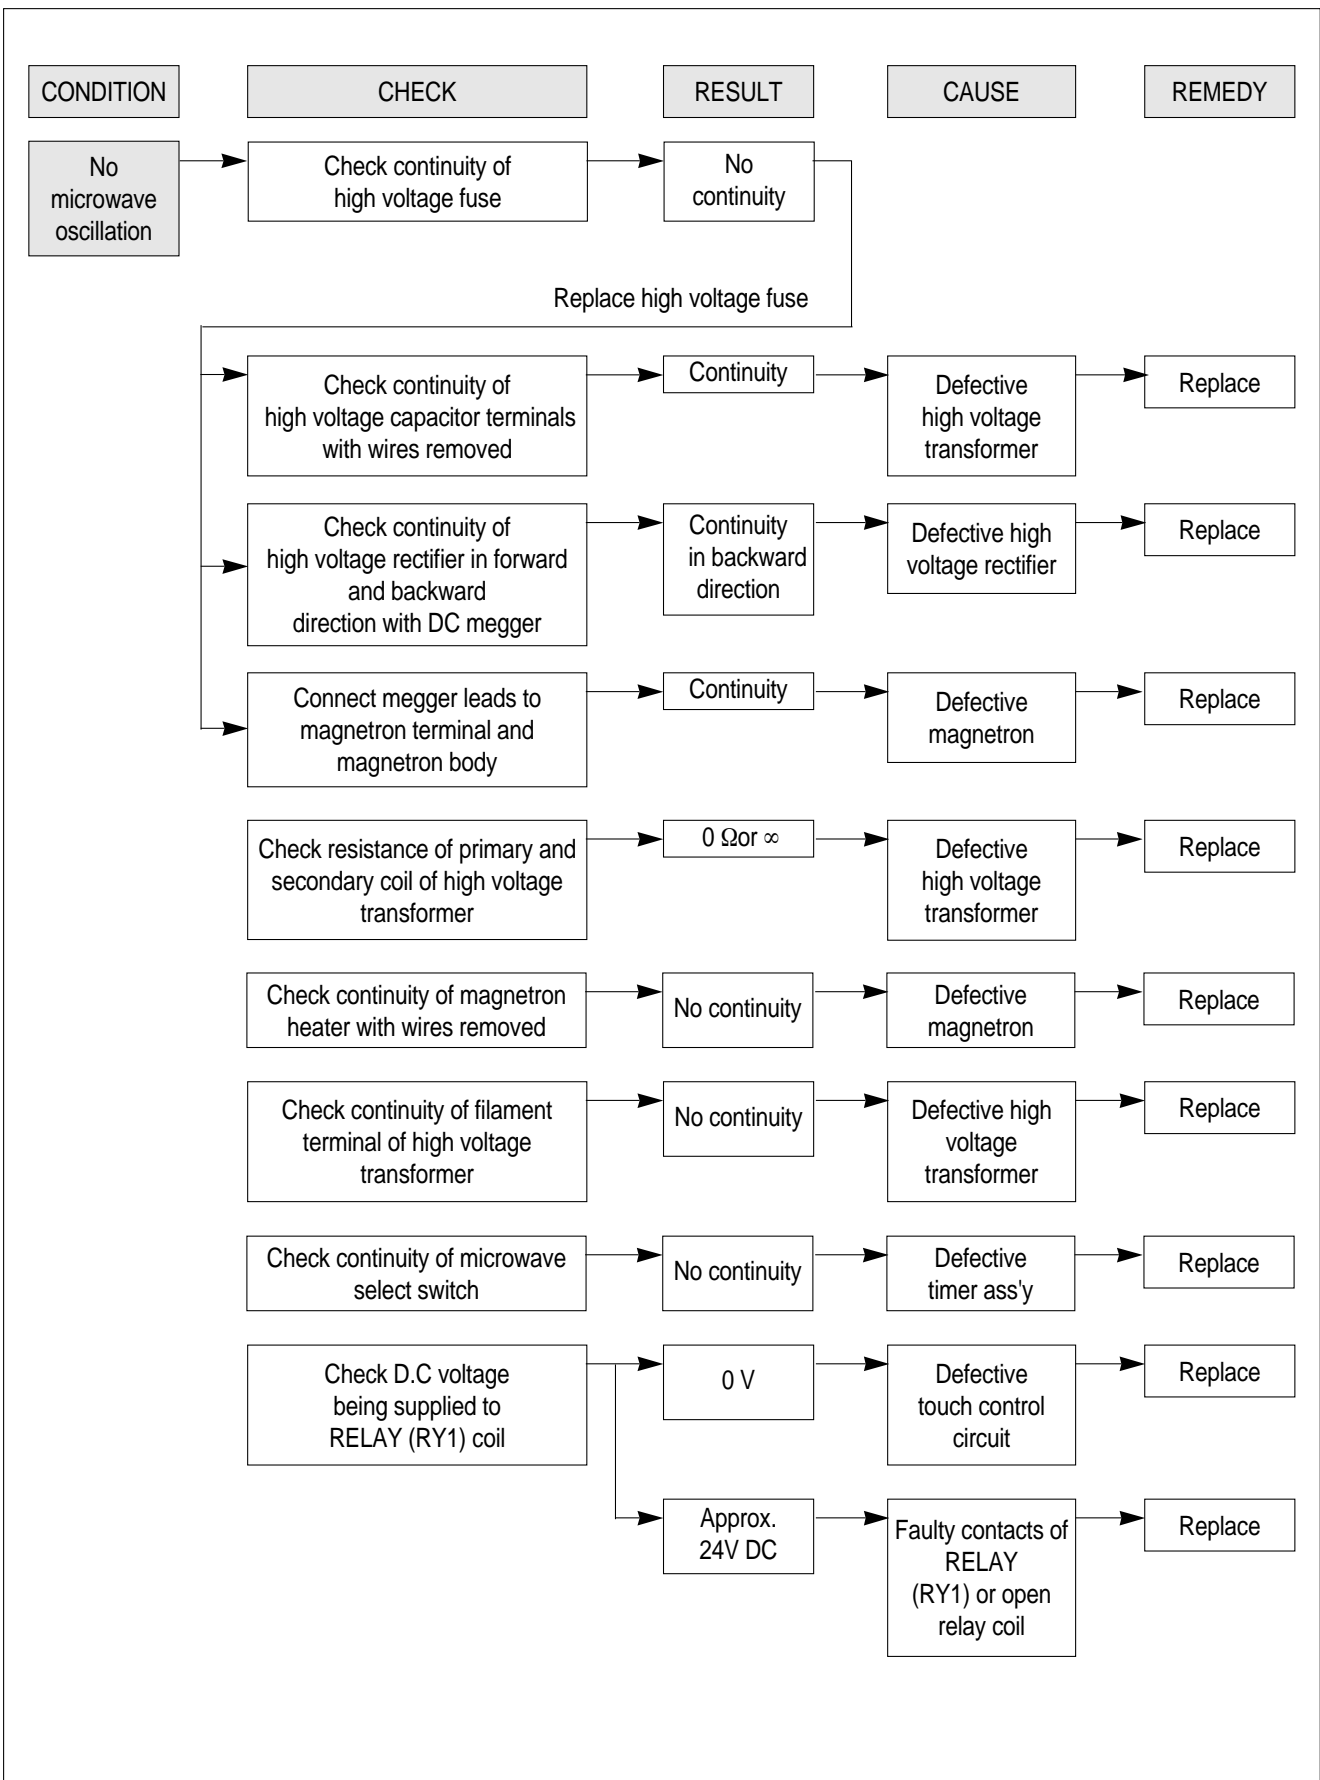 CONDITION
CHECK
RESULT
CAUSE
REMEDY
No
microwave
oscillation
Check continuity of
high voltage fuse
No
continuity
Replace high voltage fuse
Check continuity of
high voltage capacitor terminals
with wires removed
Continuity
Defective
high voltage
transformer
Replace
Check continuity of
high voltage rectifier in forward
and backward
direction with DC megger
Continuity
in backward
direction
Defective high
voltage rectifier
Replace
Connect megger leads to
magnetron terminal and
magnetron body
Continuity
Defective
magnetron
Replace
Check resistance of primary and
secondary coil of high voltage
transformer
0 Ωor ∞
Defective
high voltage
transformer
Replace
Check continuity of magnetron
heater with wires removed
No continuity
Defective
magnetron
Replace
Check continuity of filament
terminal of high voltage
transformer
No continuity
Defective high
voltage
transformer
Replace
Check continuity of microwave
select switch
No continuity
Defective
timer ass'y
Replace
Check D.C voltage
being supplied to
RELAY (RY1) coil
0 V
Defective
touch control
circuit
Replace
Approx.
24V DC
Faulty contacts of
RELAY
(RY1) or open
relay coil
Replace